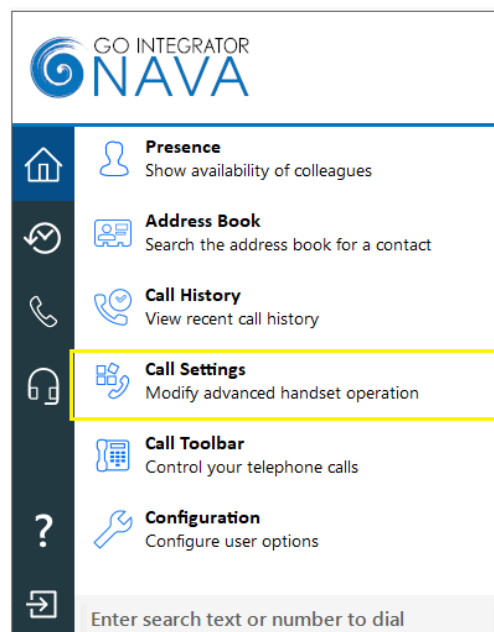 GO INTEGRATOR
NAVA
Presence
Show availability of colleagues
Address Book
Search the address book for a contact
Call History
View recent call history
Call Settings
Modify advanced handset operation
Call Toolbar
Control your telephone calls
?
Configuration
Configure user options
Enter search text or number to dial